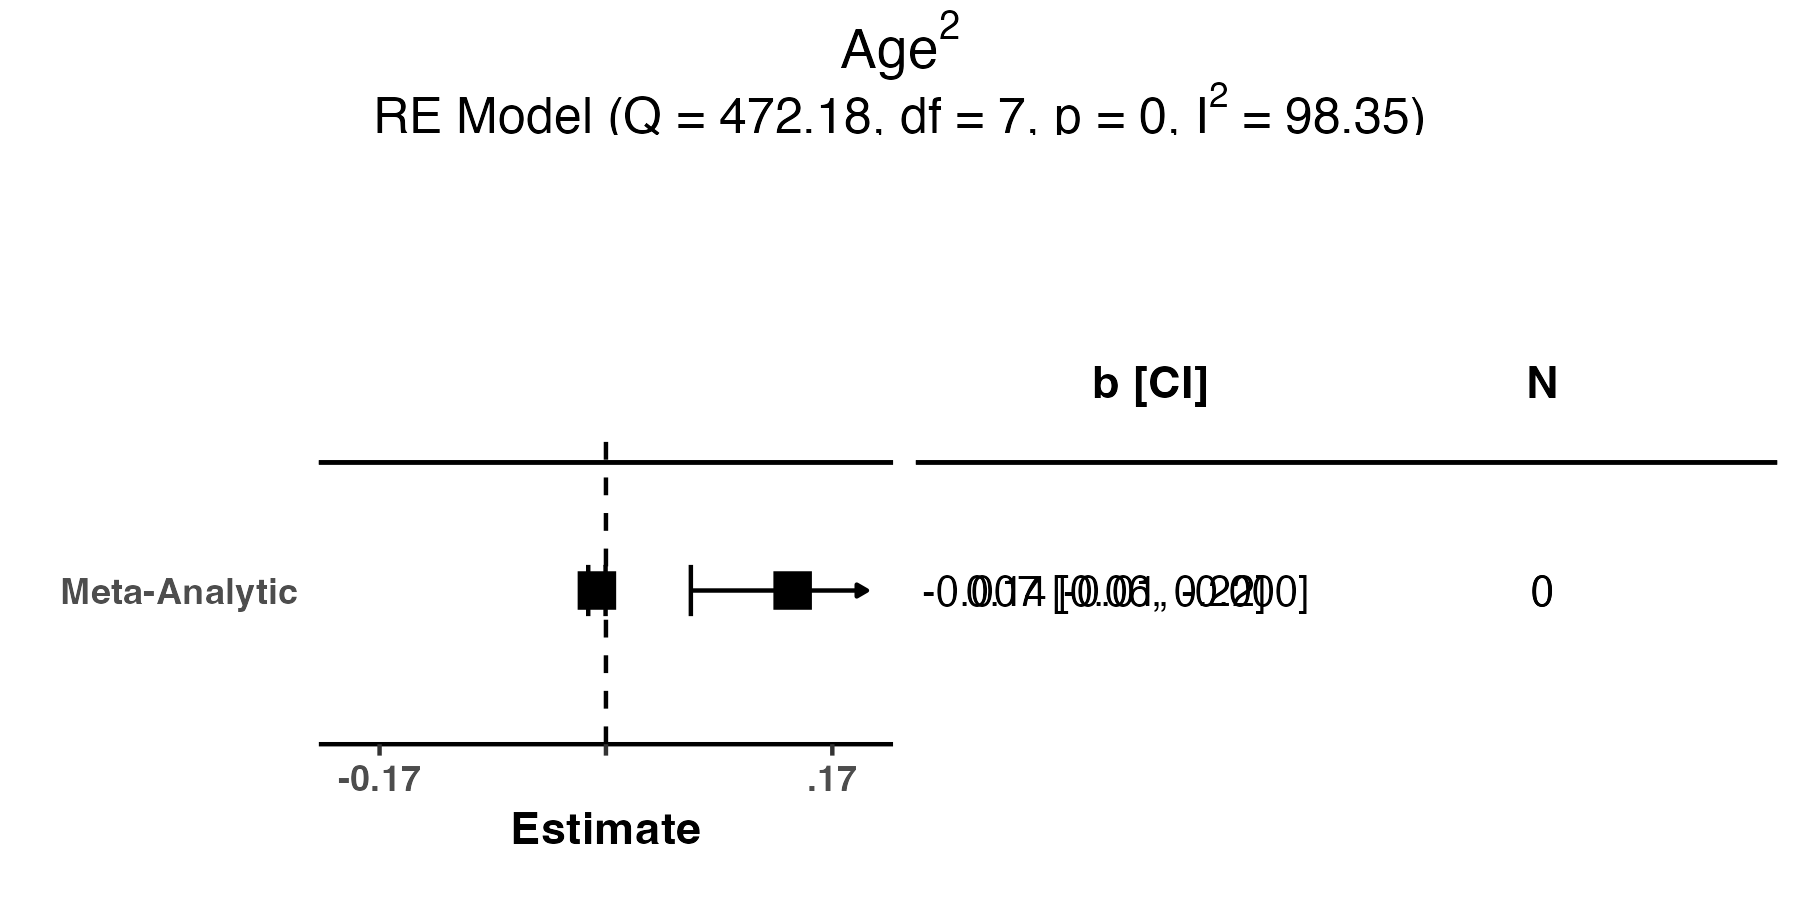 Age²
RE Model (Q = 472.18, df = 7, p = 0, I² = 98.35)
b [CI] N
Meta-Analytic 0
-0.17 .17
Estimate